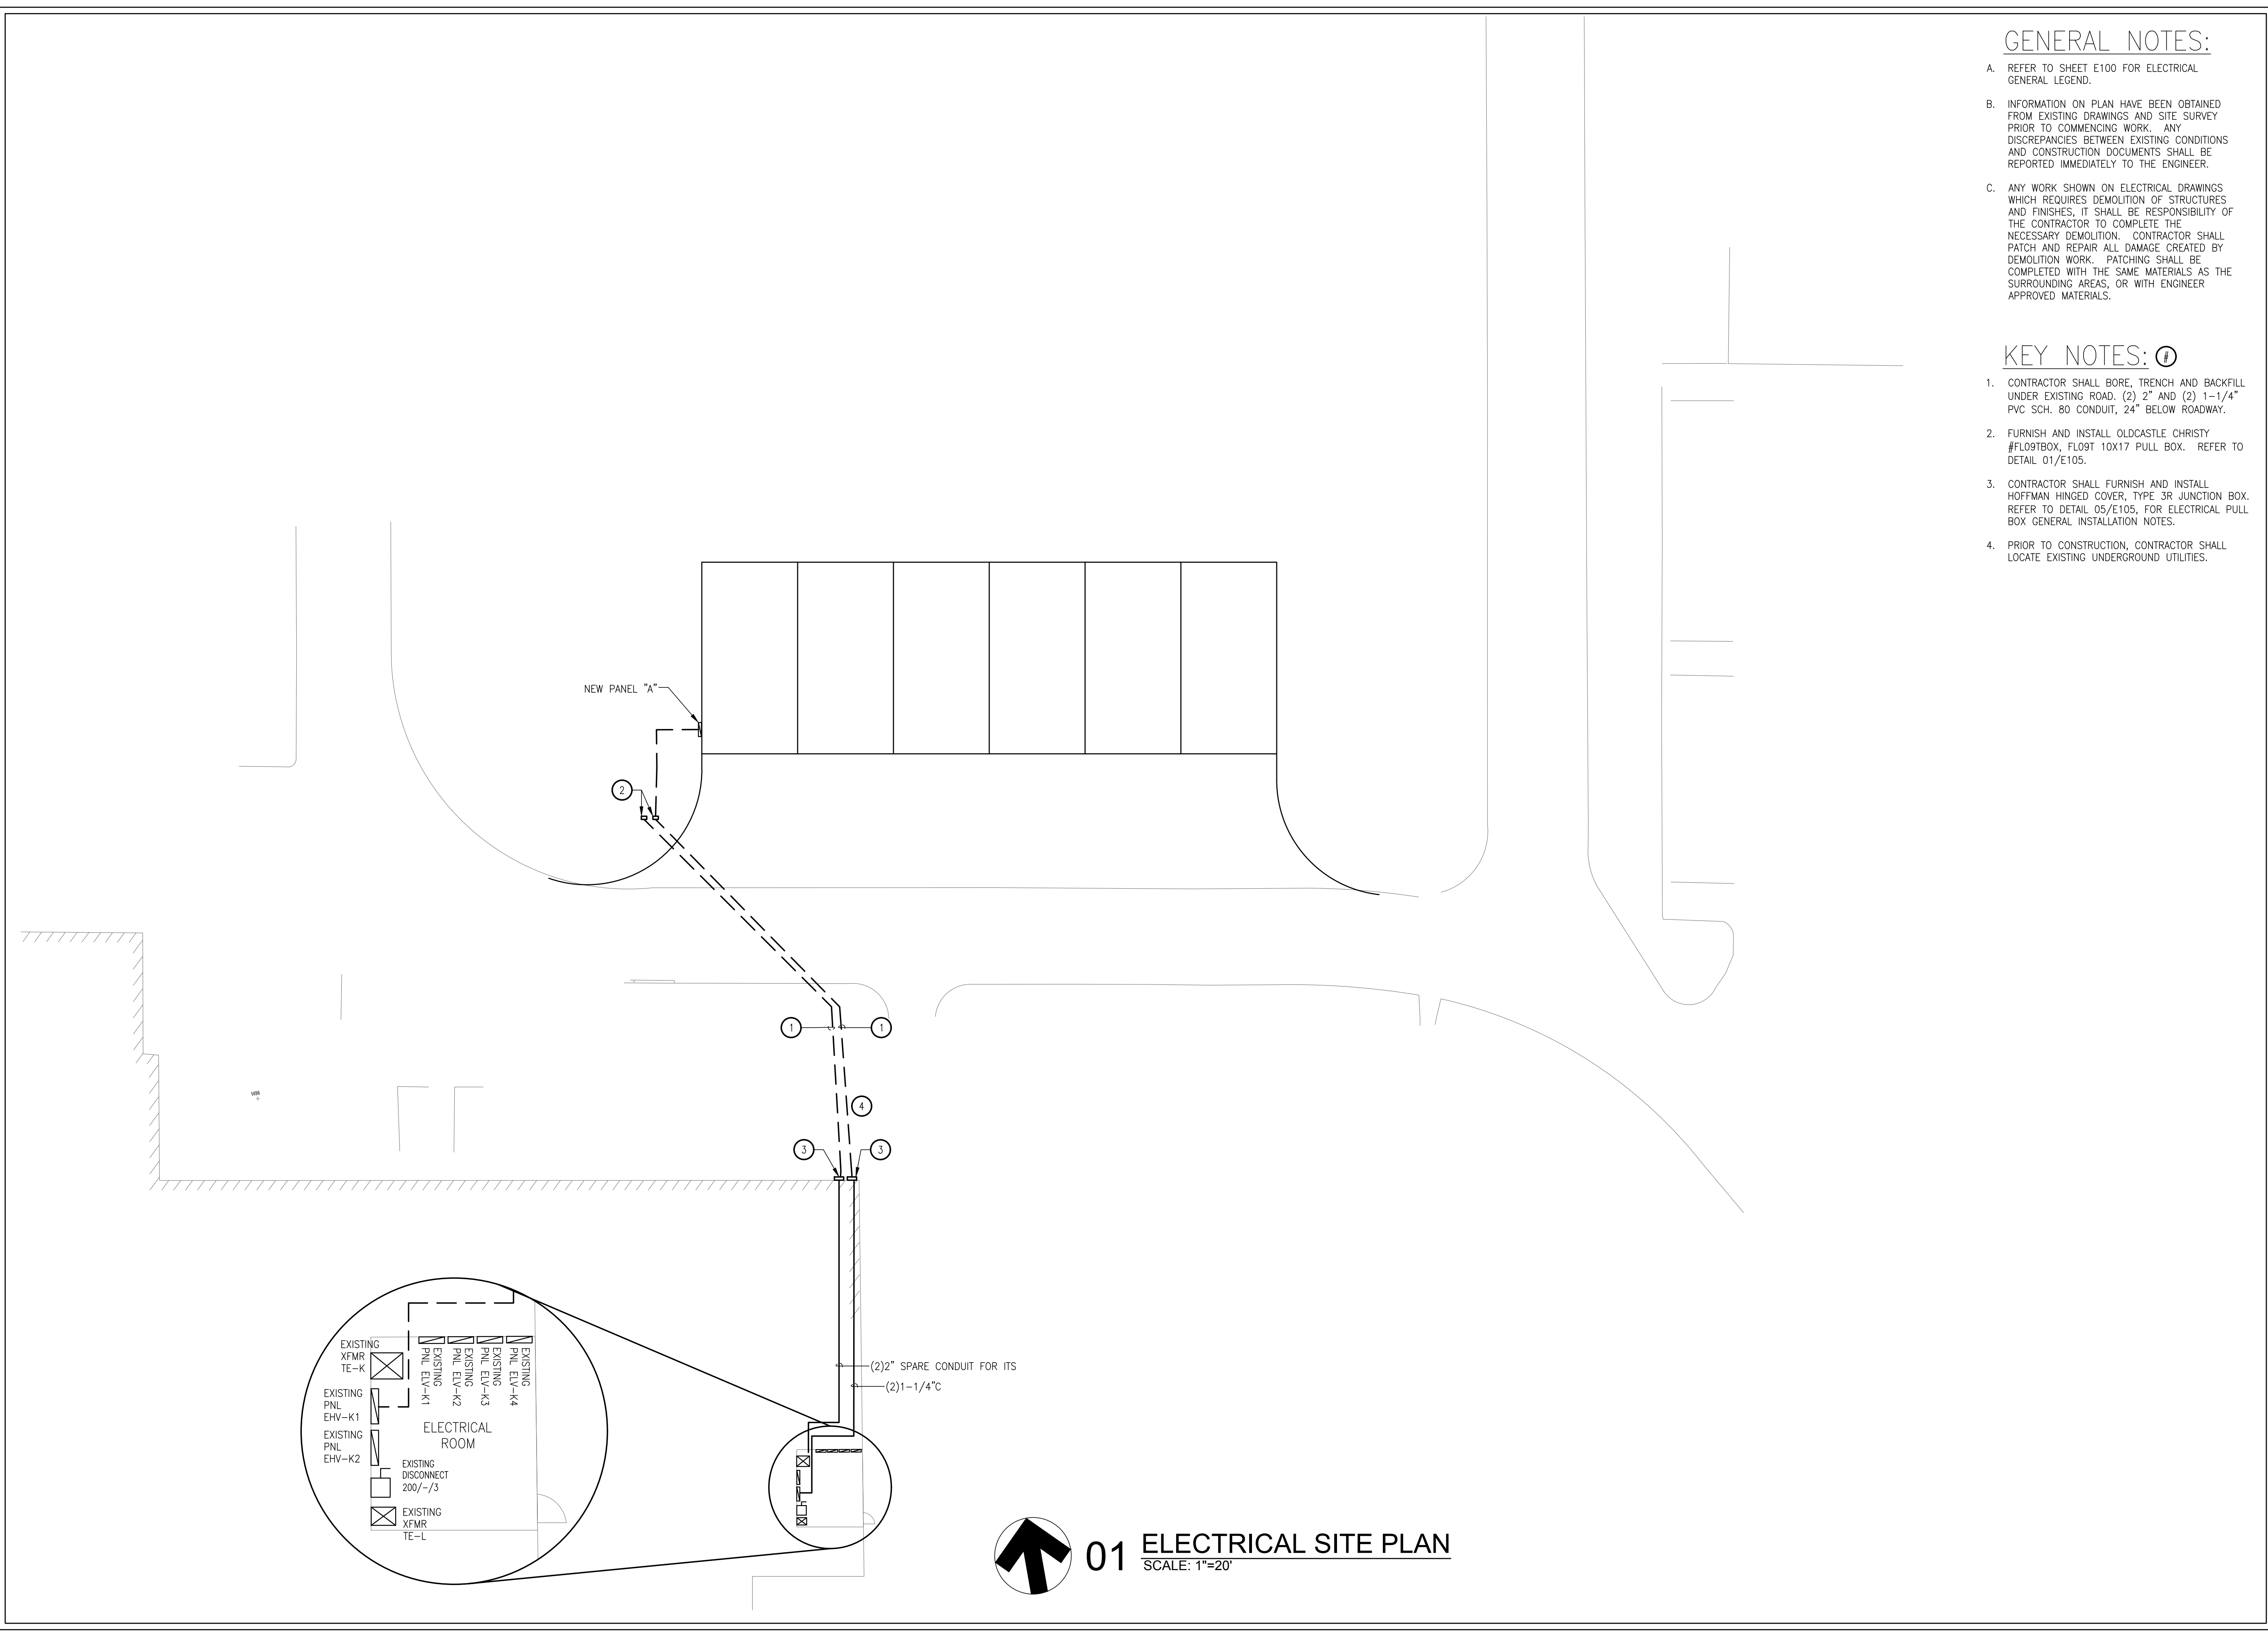 GENERAL NOTES:
A. REFER TO SHEET E100 FOR ELECTRICAL
GENERAL LEGEND.
B. INFORMATION ON PLAN HAVE BEEN OBTAINED
FROM EXISTING DRAWINGS AND SITE SURVEY
PRIOR TO COMMENCING WORK. ANY
DISCREPANCIES BETWEEN EXISTING CONDITIONS
AND CONSTRUCTION DOCUMENTS SHALL BE
REPORTED IMMEDIATELY TO THE ENGINEER.
C. ANY WORK SHOWN ON ELECTRICAL DRAWINGS
WHICH REQUIRES DEMOLITION OF STRUCTURES
AND FINISHES, IT SHALL BE RESPONSIBILITY OF
THE CONTRACTOR TO COMPLETE THE
NECESSARY DEMOLITION. CONTRACTOR SHALL
PATCH AND REPAIR ALL DAMAGE CREATED BY
DEMOLITION WORK. PATCHING SHALL BE
COMPLETED WITH THE SAME MATERIALS AS THE
SURROUNDING AREAS, OR WITH ENGINEER
APPROVED MATERIALS.
KEY NOTES: #
1. CONTRACTOR SHALL BORE, TRENCH AND BACKFILL
UNDER EXISTING ROAD. (2) 2" AND (2) 1-1/4"
PVC SCH. 80 CONDUIT, 24" BELOW ROADWAY.
2. FURNISH AND INSTALL OLDCASTLE CHRISTY
#FL09TBOX, FL09T 10X17 PULL BOX. REFER TO
DETAIL 01/E105.
3. CONTRACTOR SHALL FURNISH AND INSTALL
HOFFMAN HINGED COVER, TYPE 3R JUNCTION BOX.
REFER TO DETAIL 05/E105, FOR ELECTRICAL PULL
BOX GENERAL INSTALLATION NOTES.
4. PRIOR TO CONSTRUCTION, CONTRACTOR SHALL
LOCATE EXISTING UNDERGROUND UTILITIES.
NEW PANEL "A"
2
1
1
4
3
3
(2)2" SPARE CONDUIT FOR ITS
(2)1-1/4"C
EXISTING
XFMR
TE-K
EXISTING
PNL ELV-K1
EXISTING
PNL ELV-K2
EXISTING
PNL ELV-K3
EXISTING
PNL ELV-K4
EXISTING
PNL
EHV-K1
ELECTRICAL
ROOM
EXISTING
PNL
EHV-K2
EXISTING
DISCONNECT
200/-/3
EXISTING
XFMR
TE-L
01 ELECTRICAL SITE PLAN
SCALE: 1"=20'